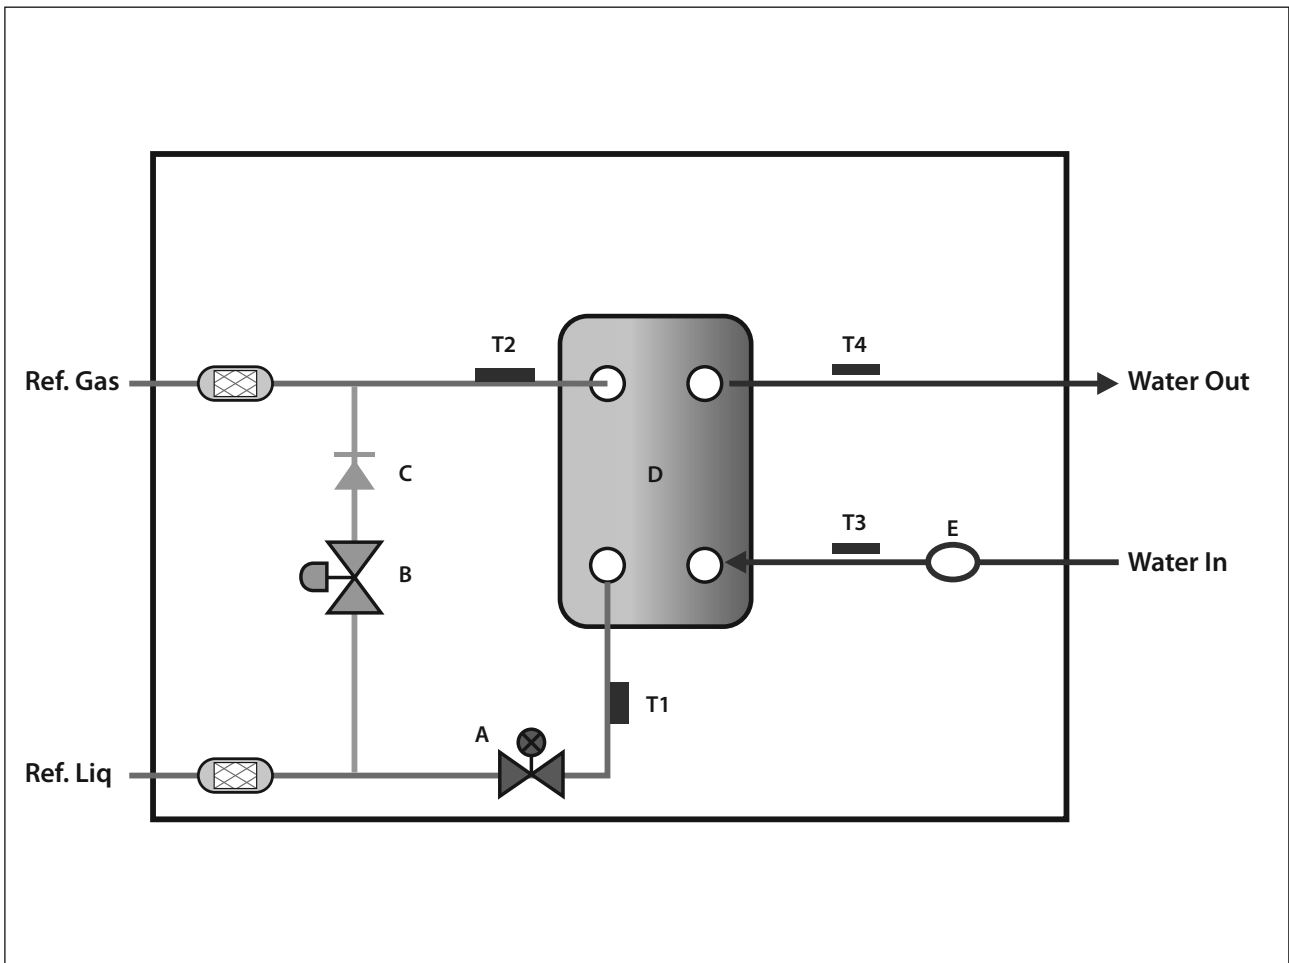 T2
T4
Ref. Gas
Water Out
C
D
T3
E
B
Water In
T1
A
Ref. Liq